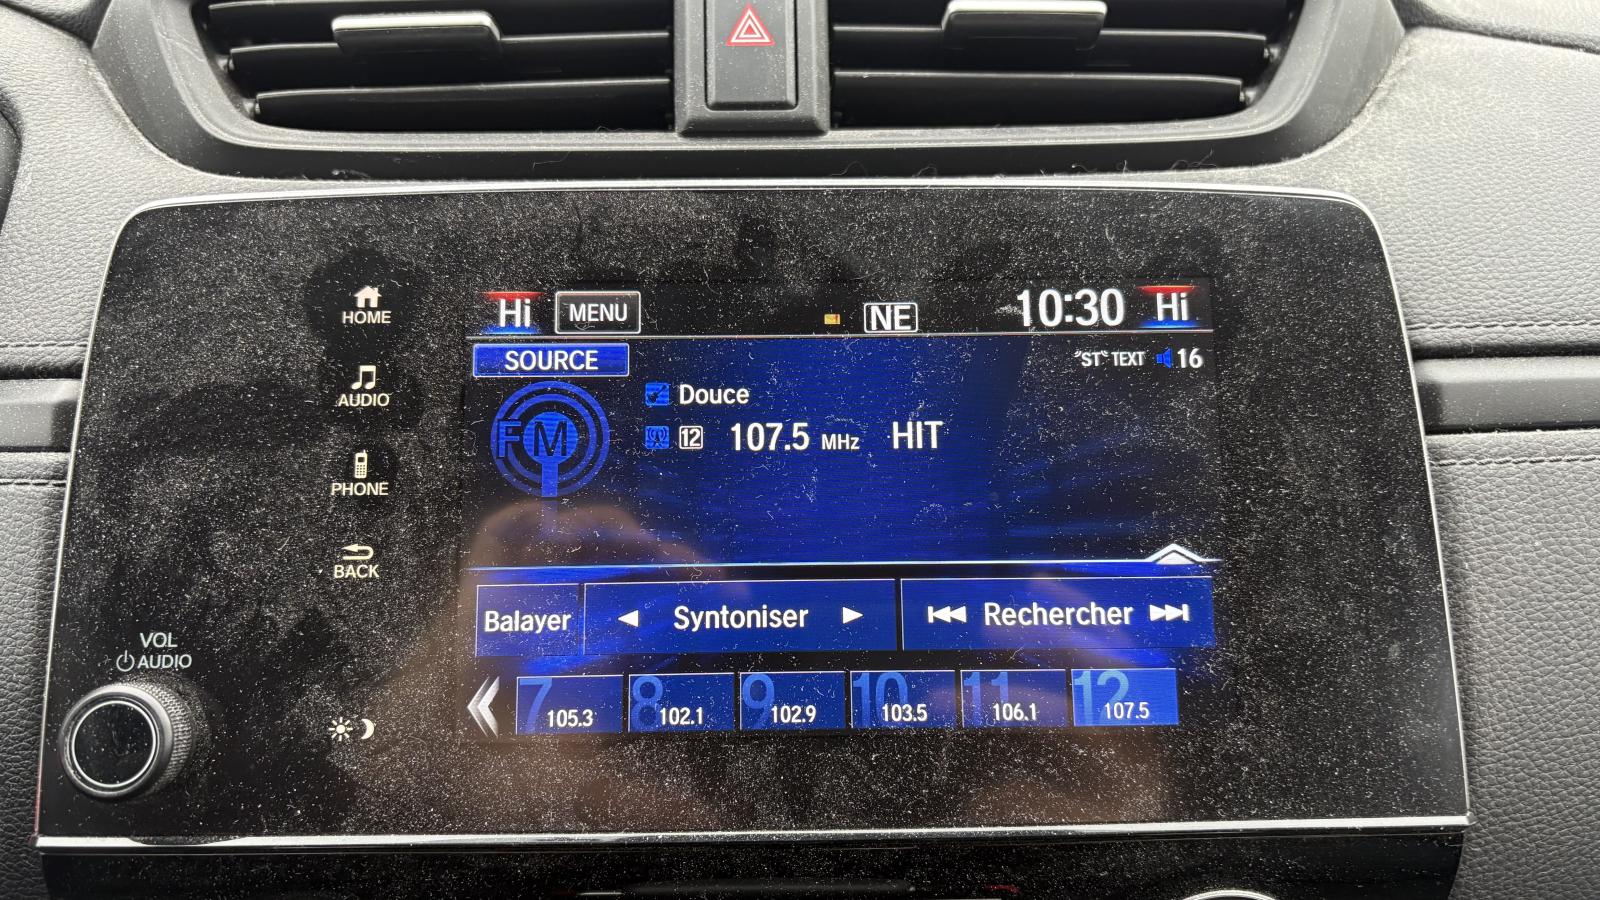 Hi MENU NE 10:30 Hi
SOURCE "ST" TEXT 16
FM
Douce
12 107.5 MHz HIT
HOME
AUDIO
PHONE
BACK
Balayer Syntoniser Rechercher
VOL
AUDIO
7 105.3 8 102.1 9 102.9 10 103.5 11 106.1 12 107.5